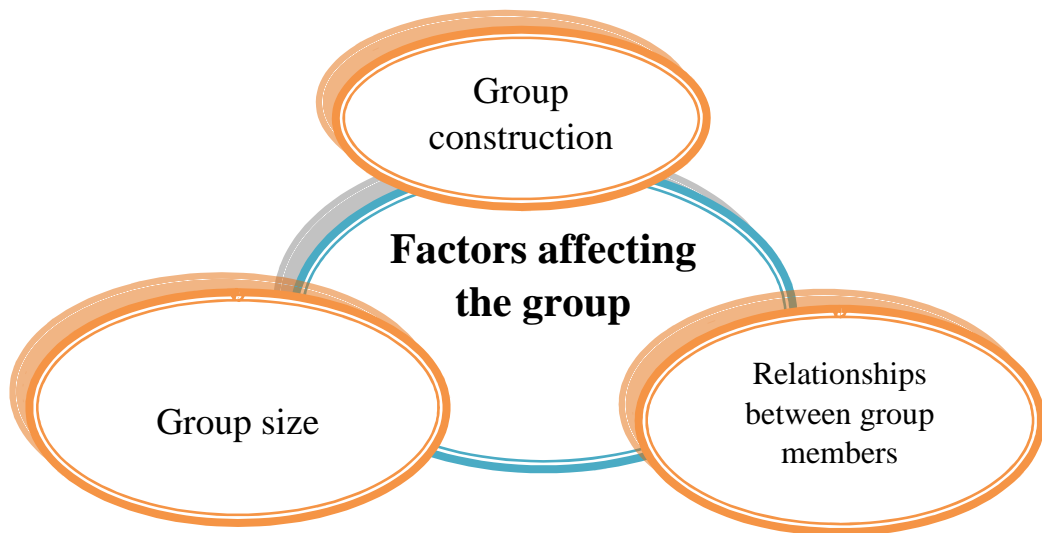 Group
construction
Factors affecting
the group
Group size
Relationships
between group
members